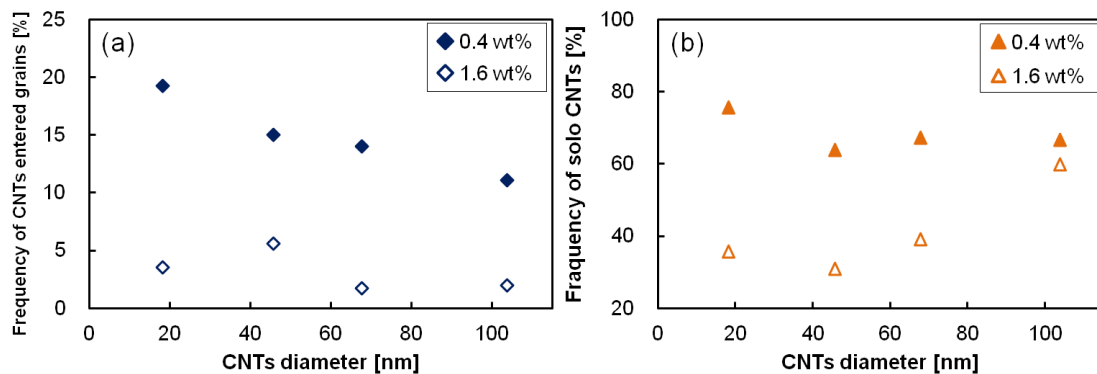 Frequency of CNTs entered grains [%]
25
20
15
10
5
0
(a)
0.4 wt%
1.6 wt%
0 20 40 60 80 100
CNTs diameter [nm]
Fraquency of solo CNTs [%]
100
80
60
40
20
(b)
0.4 wt%
1.6 wt%
0 20 40 60 80 100
CNTs diameter [nm]